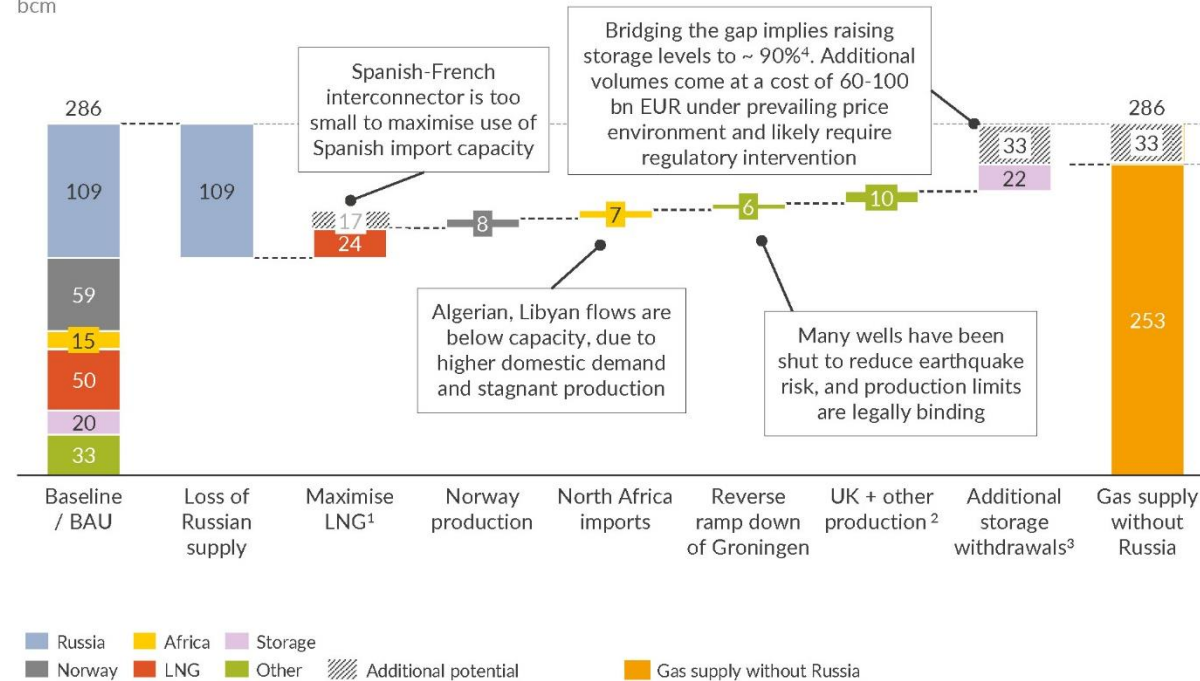 bcm
Spanish-French
interconnector is too
small to maximise use of
Spanish import capacity
Bridging the gap implies raising
storage levels to ~ 90%⁴. Additional
volumes come at a cost of 60-100
bn EUR under prevailing price
environment and likely require
regulatory intervention
286
109
59
15
50
20
33
109
17
24
8
7
6
10
33
22
286
33
253
Algerian, Libyan flows are
below capacity, due to
higher domestic demand
and stagnant production
Many wells have been
shut to reduce earthquake
risk, and production limits
are legally binding
Baseline
/ BAU
Loss of
Russian
supply
Maximise
LNG¹
Norway
production
North Africa
imports
Reverse
ramp down
of Groningen
UK + other
production ²
Additional
storage
withdrawals³
Gas supply
without
Russia
Russia
Africa
Storage
Norway
LNG
Other
Additional potential
Gas supply without Russia